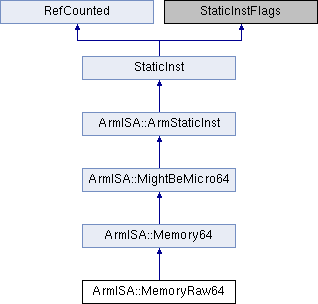 RefCounted
StaticInstFlags
StaticInst
ArmISA::ArmStaticInst
ArmISA::MightBeMicro64
ArmISA::Memory64
ArmISA::MemoryRaw64